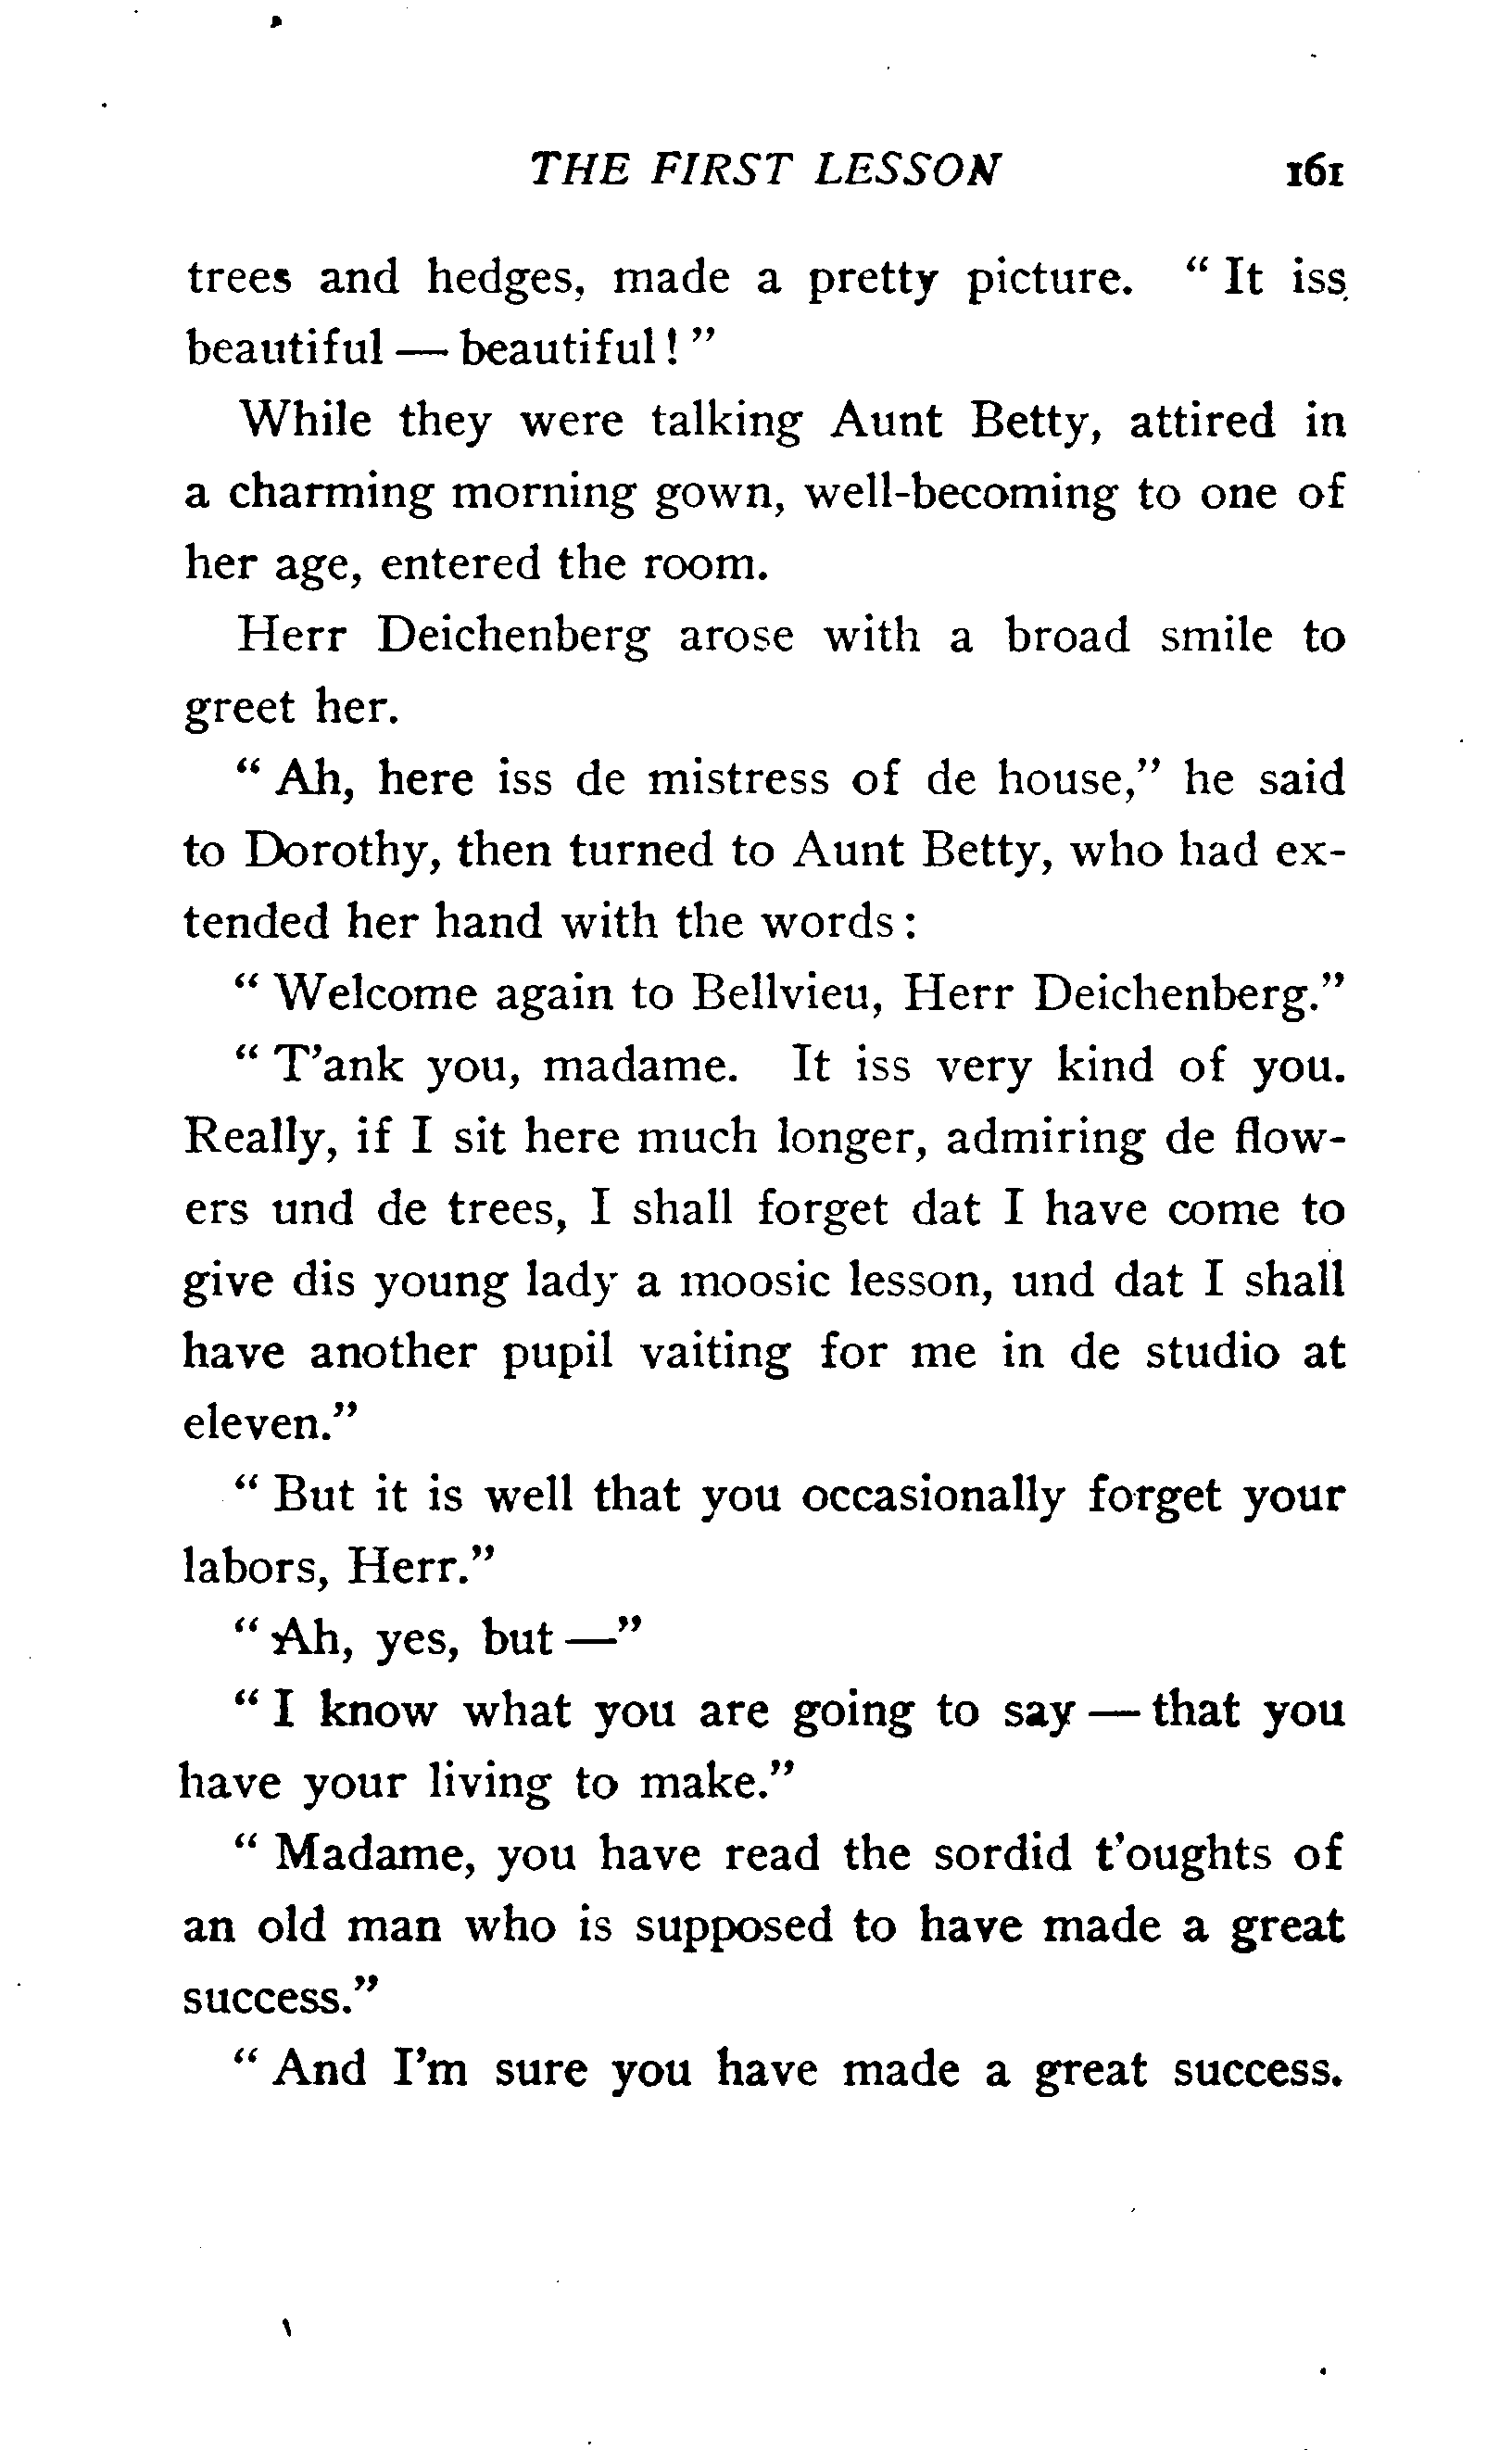 THE FIRST LESSON 161
trees and hedges, made a pretty picture. " It iss
beautiful — beautiful! "
While they were talking Aunt Betty, attired in
a charming morning gown, well-becoming to one of
her age, entered the room.
Herr Deichenberg arose with a broad smile to
greet her.
" Ah, here iss de mistress of de house," he said
to Dorothy, then turned to Aunt Betty, who had ex-
tended her hand with the words:
" Welcome again to Bellvieu, Herr Deichenberg."
" T'ank you, madame. It iss very kind of you.
Really, if I sit here much longer, admiring de flow-
ers und de trees, I shall forget dat I have come to
give dis young lady a moosic lesson, und dat I shall
have another pupil vaiting for me in de studio at
eleven."
" But it is well that you occasionally forget your
labors, Herr."
" Ah, yes, but —"
" I know what you are going to say — that you
have your living to make."
" Madame, you have read the sordid t'oughts of
an old man who is supposed to have made a great
success."
" And I'm sure you have made a great success.